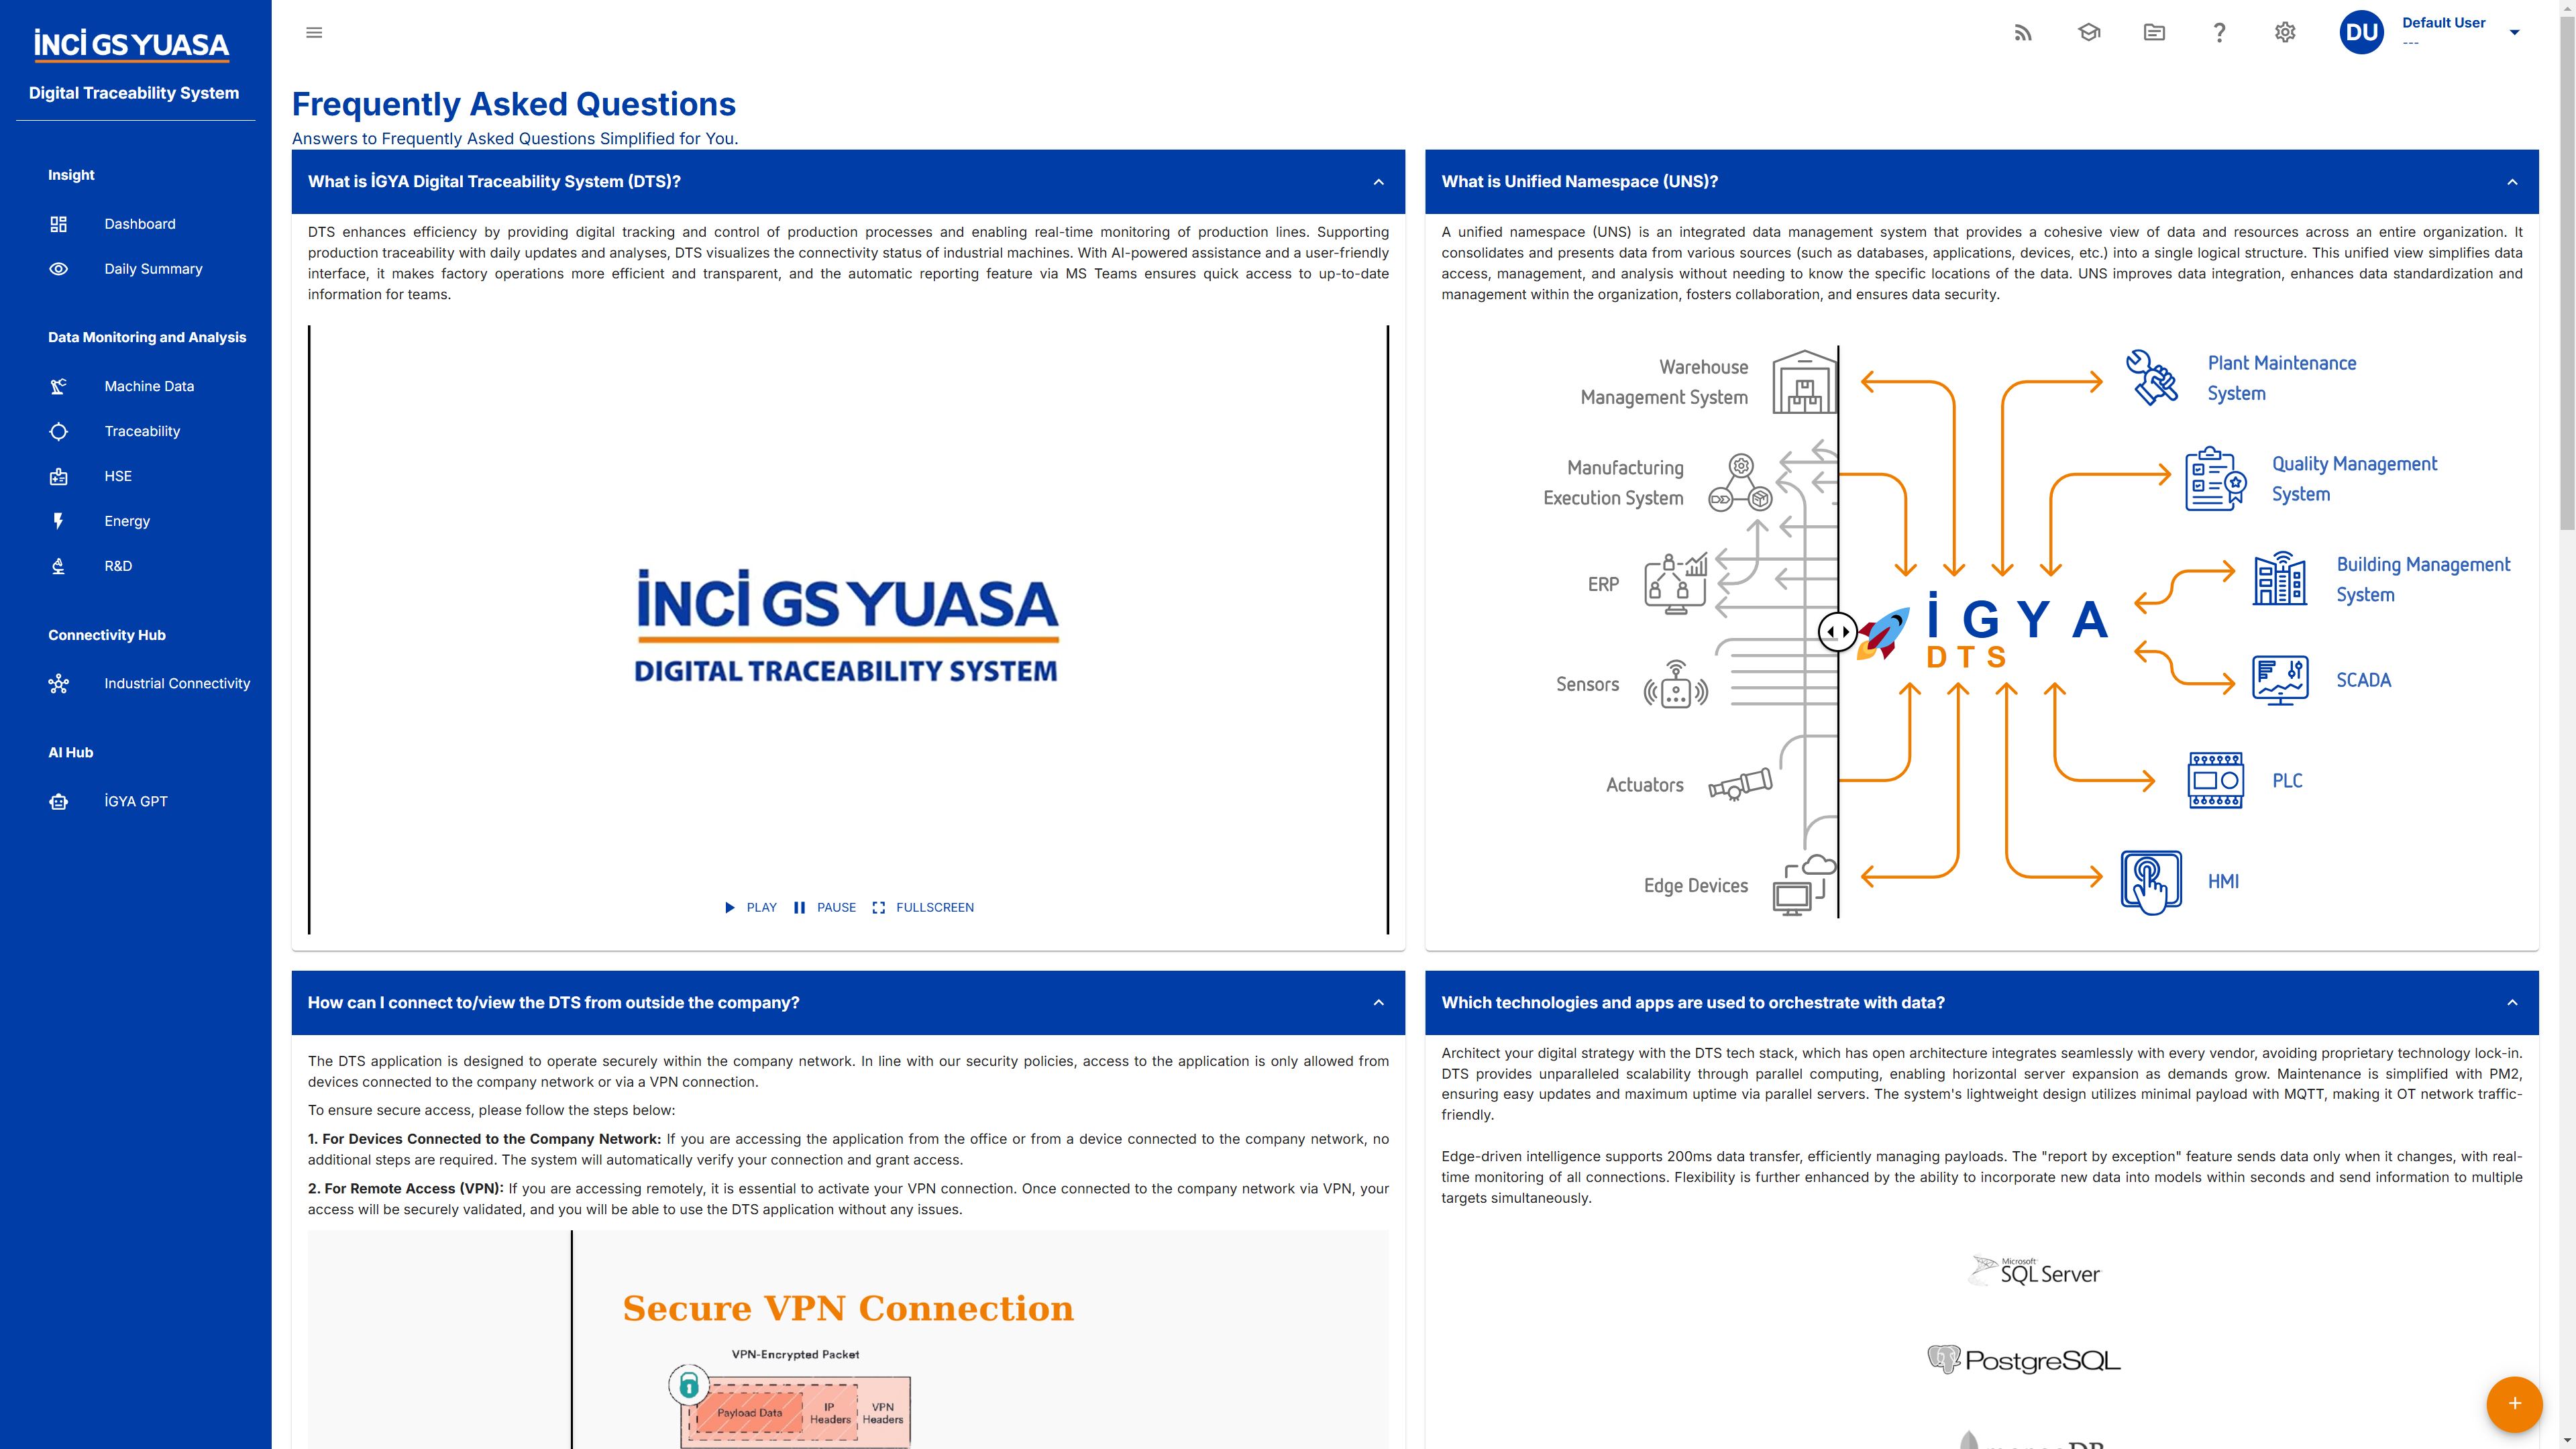 İNCİ GS YUASA
Digital Traceability System
Insight
Dashboard
Daily Summary
Data Monitoring and Analysis
Machine Data
Traceability
HSE
Energy
R&D
Connectivity Hub
Industrial Connectivity
AI Hub
İGYA GPT
DU
Default User
---
Frequently Asked Questions
Answers to Frequently Asked Questions Simplified for You.
What is İGYA Digital Traceability System (DTS)?
DTS enhances efficiency by providing digital tracking and control of production processes and enabling real-time monitoring of production lines. Supporting
production traceability with daily updates and analyses, DTS visualizes the connectivity status of industrial machines. With AI-powered assistance and a user-friendly
interface, it makes factory operations more efficient and transparent, and the automatic reporting feature via MS Teams ensures quick access to up-to-date
information for teams.
İNCİ GS YUASA
DIGITAL TRACEABILITY SYSTEM
PLAY
PAUSE
FULLSCREEN
What is Unified Namespace (UNS)?
A unified namespace (UNS) is an integrated data management system that provides a cohesive view of data and resources across an entire organization. It
consolidates and presents data from various sources (such as databases, applications, devices, etc.) into a single logical structure. This unified view simplifies data
access, management, and analysis without needing to know the specific locations of the data. UNS improves data integration, enhances data standardization and
management within the organization, fosters collaboration, and ensures data security.
Warehouse
Management System
Manufacturing
Execution System
ERP
Sensors
Actuators
Edge Devices
İGYA
DTS
Plant Maintenance
System
Quality Management
System
Building Management
System
SCADA
PLC
HMI
How can I connect to/view the DTS from outside the company?
The DTS application is designed to operate securely within the company network. In line with our security policies, access to the application is only allowed from
devices connected to the company network or via a VPN connection.
To ensure secure access, please follow the steps below:
1. For Devices Connected to the Company Network: If you are accessing the application from the office or from a device connected to the company network, no
additional steps are required. The system will automatically verify your connection and grant access.
2. For Remote Access (VPN): If you are accessing remotely, it is essential to activate your VPN connection. Once connected to the company network via VPN, your
access will be securely validated, and you will be able to use the DTS application without any issues.
Secure VPN Connection
VPN-Encrypted Packet
Payload Data
IP
Headers
VPN
Headers
Which technologies and apps are used to orchestrate with data?
Architect your digital strategy with the DTS tech stack, which has open architecture integrates seamlessly with every vendor, avoiding proprietary technology lock-in.
DTS provides unparalleled scalability through parallel computing, enabling horizontal server expansion as demands grow. Maintenance is simplified with PM2,
ensuring easy updates and maximum uptime via parallel servers. The system's lightweight design utilizes minimal payload with MQTT, making it OT network traffic-
friendly.
Edge-driven intelligence supports 200ms data transfer, efficiently managing payloads. The "report by exception" feature sends data only when it changes, with real-
time monitoring of all connections. Flexibility is further enhanced by the ability to incorporate new data into models within seconds and send information to multiple
targets simultaneously.
Microsoft
SQL Server
PostgreSQL